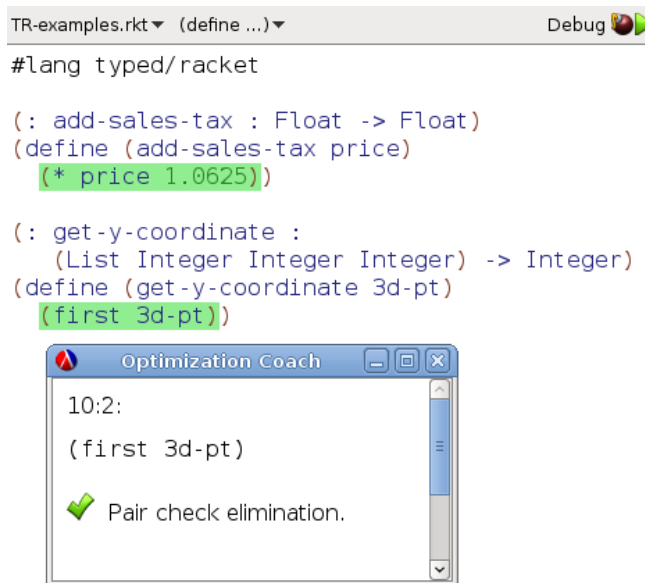 TR-examples.rkt (define ...) Debug
#lang typed/racket
(: add-sales-tax : Float -> Float)
(define (add-sales-tax price)
(* price 1.0625))
(: get-y-coordinate :
(List Integer Integer Integer) -> Integer)
(define (get-y-coordinate 3d-pt)
(first 3d-pt))
Optimization Coach
10:2:
(first 3d-pt)
Pair check elimination.